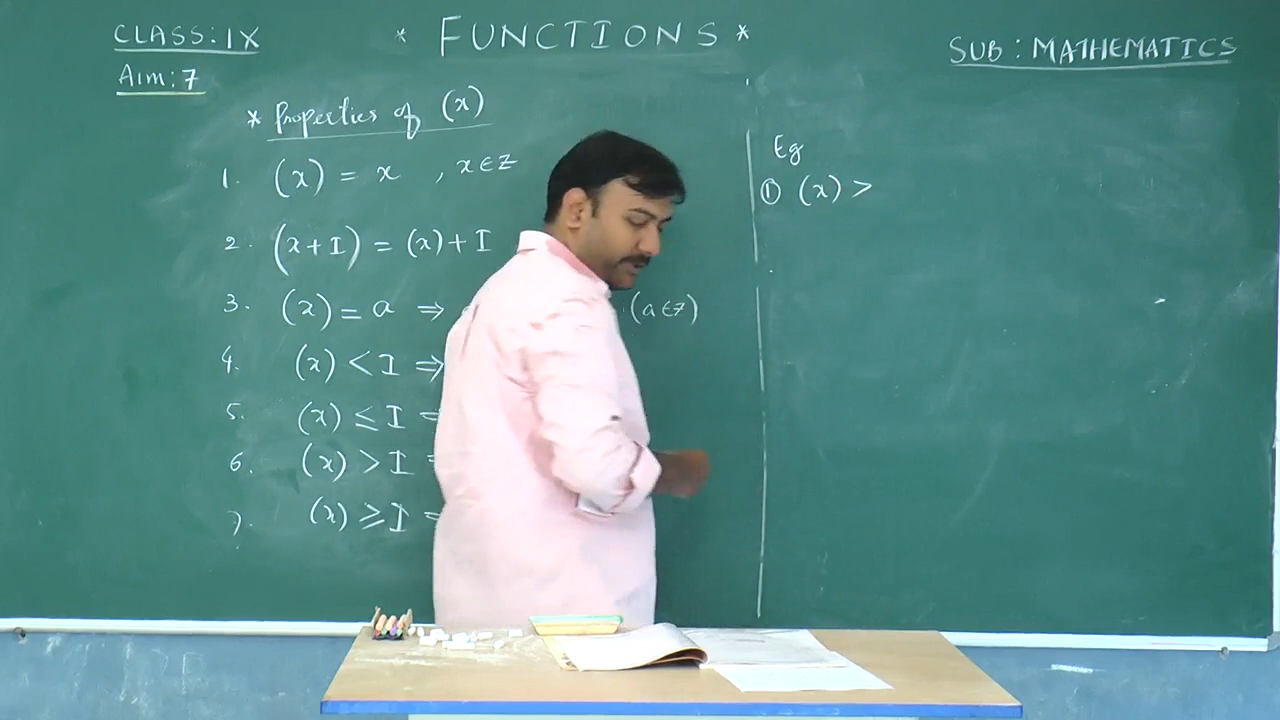 CLASS: IX
* FUNCTIONS *
SUB : MATHEMATICS
Aim: 7
* Properties of (x)
1. (x) = x , x∈Z
2. (x+I) = (x)+I
3. (x) = a ⇒ (a∈Z)
4. (x) < I ⇒
5. (x) ≤ I =
6. (x) > I =
7. (x) ≥ I =
Eg
① (x) >